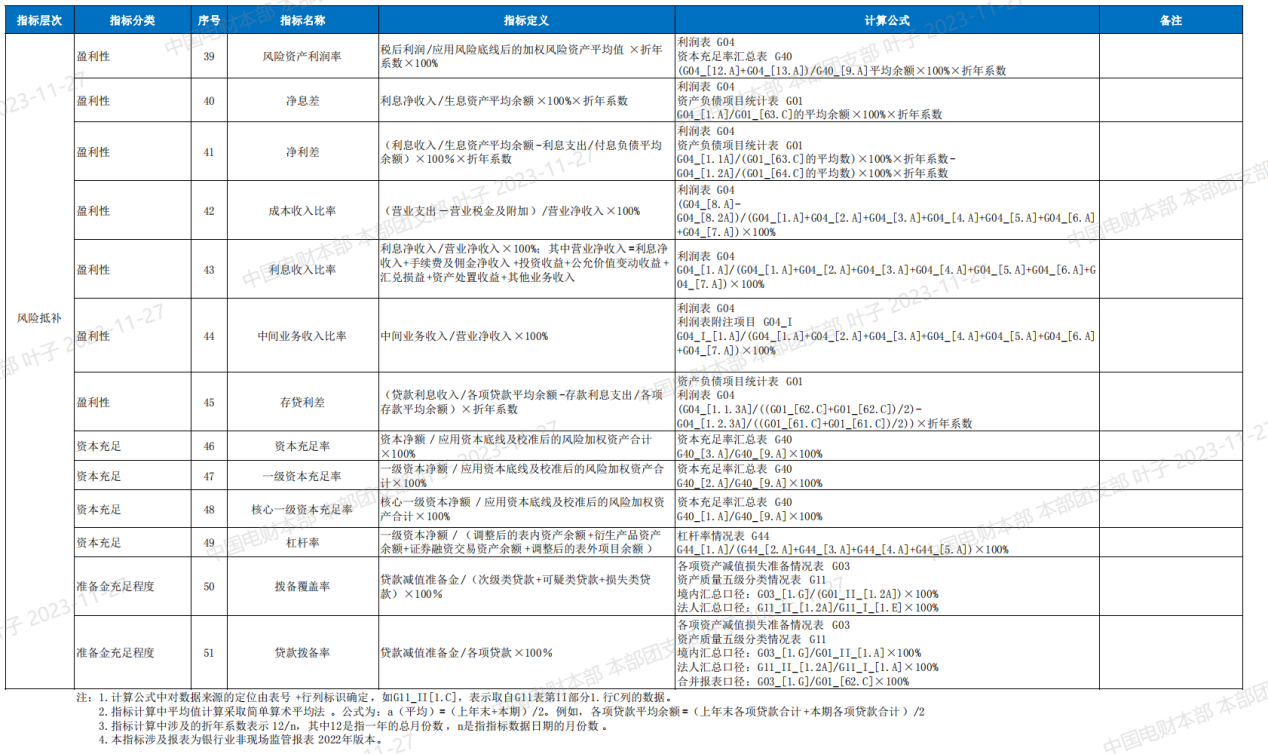 指标层次 指标分类 序号 指标名称 指标定义 计算公式 备注
风险抵补
盈利性 39 风险资产利润率
税后利润/应用风险底线后的加权风险资产平均值 ×折年
系数×100%
利润表 G04
资本充足率汇总表 G40
(G04_[12.A]+G04_[13.A])/G40_[9.A]平均余额×100%×折年系数
盈利性 40 净息差 利息净收入/生息资产平均余额×100%×折年系数
利润表 G04
资产负债项目统计表 G01
G04_[1.A]/G01_[63.C]的平均余额×100%×折年系数
盈利性 41 净利差
（利息收入/生息资产平均余额-利息支出/付息负债平均
余额）×100%×折年系数
利润表 G04
资产负债项目统计表 G01
G04_[1.1A]/(G01_[63.C]的平均数)×100%×折年系数-
G04_[1.2A]/(G01_[64.C]的平均数)×100%×折年系数
盈利性 42 成本收入比率 （营业支出－营业税金及附加）/营业净收入×100%
利润表 G04
(G04_[8.A]-
G04_[8.2A])/(G04_[1.A]+G04_[2.A]+G04_[3.A]+G04_[4.A]+G04_[5.A]+G04_[6.A]
+G04_[7.A])×100%
盈利性 43 利息收入比率
利息净收入/营业净收入×100%；其中营业净收入=利息净
收入+手续费及佣金净收入+投资收益+公允价值变动收益+
汇兑损益+资产处置收益+其他业务收入
利润表 G04
G04_[1.A]/(G04_[1.A]+G04_[2.A]+G04_[3.A]+G04_[4.A]+G04_[5.A]+G04_[6.A]+G
04_[7.A])×100%
盈利性 44 中间业务收入比率 中间业务收入/营业净收入×100%
利润表 G04
利润表附注项目 G04_I
G04_I_[1.A]/(G04_[1.A]+G04_[2.A]+G04_[3.A]+G04_[4.A]+G04_[5.A]+G04_[6.A]
+G04_[7.A])×100%
盈利性 45 存贷利差
（贷款利息收入/各项贷款平均余额-存款利息支出/各项
存款平均余额）×折年系数
资产负债项目统计表 G01
利润表 G04
(G04_[1.1.3A]/((G01_[62.C]+G01_[62.C])/2)-
G04_[1.2.3A]/((G01_[61.C]+G01_[61.C])/2))×折年系数
资本充足 46 资本充足率
资本净额 / 应用资本底线及校准后的风险加权资产合计
×100%
资本充足率汇总表 G40
G40_[3.A]/G40_[9.A]×100%
资本充足 47 一级资本充足率
一级资本净额 / 应用资本底线及校准后的风险加权资产合
计×100%
资本充足率汇总表 G40
G40_[2.A]/G40_[9.A]×100%
资本充足 48 核心一级资本充足率
核心一级资本净额 / 应用资本底线及校准后的风险加权资
产合计×100%
资本充足率汇总表 G40
G40_[1.A]/G40_[9.A]×100%
资本充足 49 杠杆率
一级资本净额 / （调整后的表内资产余额+衍生产品资产
余额+证券融资交易资产余额 +调整后的表外项目余额 ）
杠杆率情况表 G44
G44_[1.A]/(G44_[2.A]+G44_[3.A]+G44_[4.A]+G44_[5.A])×100%
准备金充足程度 50 拨备覆盖率
贷款减值准备金/（次级类贷款+可疑类贷款+损失类贷
款）×100%
各项资产减值损失准备情况表 G03
资产质量五级分类情况表 G11
境内汇总口径：G03_[1.G]/(G01_II_[1.2A])×100%
法人汇总口径：G11_II_[1.2A]/G11_I_[1.E]×100%
准备金充足程度 51 贷款拨备率 贷款减值准备金/各项贷款×100%
各项资产减值损失准备情况表 G03
资产质量五级分类情况表 G11
境内汇总口径：G03_[1.G]/G01_II_[1.A]×100%
法人汇总口径：G11_II_[1.2A]/G11_I_[1.A]×100%
合并报表口径：G03_[1.G]/G01_[62.C]×100%
注：1.计算公式中对数据来源的定位由表号 +行列标识确定，如G11_II[1.C]，表示取自G11表第II部分1.行C列的数据。
2.指标计算中平均值计算采取简单算术平均法 。公式为：a（平均）=（上年末+本期）/2。例如，各项贷款平均余额=（上年末各项贷款合计+本期各项贷款合计）/2
3.指标计算中涉及的折年系数表示 12/n，其中12是指一年的总月份数，n是指指标数据日期的月份数 。
4.本指标涉及报表为银行业非现场监管报表 2022年版本。
中国电财本部 本部团支部 叶子 2023-11-27